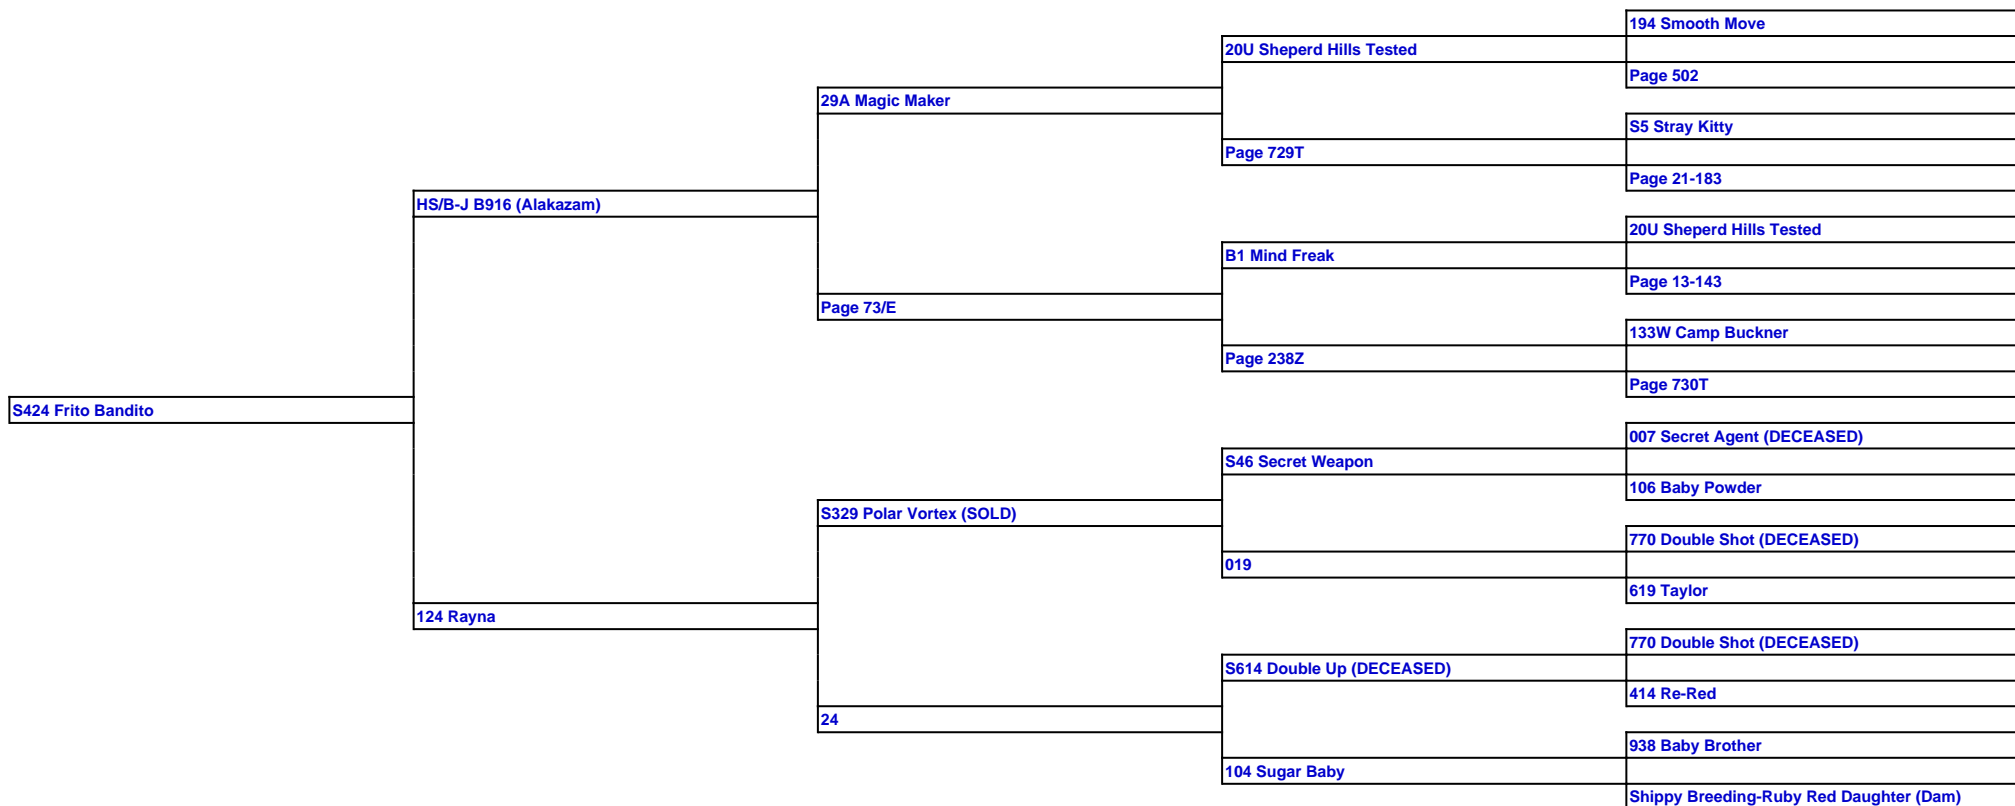 194 Smooth Move
20U Sheperd Hills Tested
Page 502
29A Magic Maker
S5 Stray Kitty
Page 729T
Page 21-183
HS/B-J B916 (Alakazam)
20U Sheperd Hills Tested
B1 Mind Freak
Page 13-143
Page 73/E
133W Camp Buckner
Page 238Z
Page 730T
S424 Frito Bandito
007 Secret Agent (DECEASED)
S46 Secret Weapon
106 Baby Powder
S329 Polar Vortex (SOLD)
770 Double Shot (DECEASED)
019
619 Taylor
124 Rayna
770 Double Shot (DECEASED)
S614 Double Up (DECEASED)
414 Re-Red
24
938 Baby Brother
104 Sugar Baby
Shippy Breeding-Ruby Red Daughter (Dam)